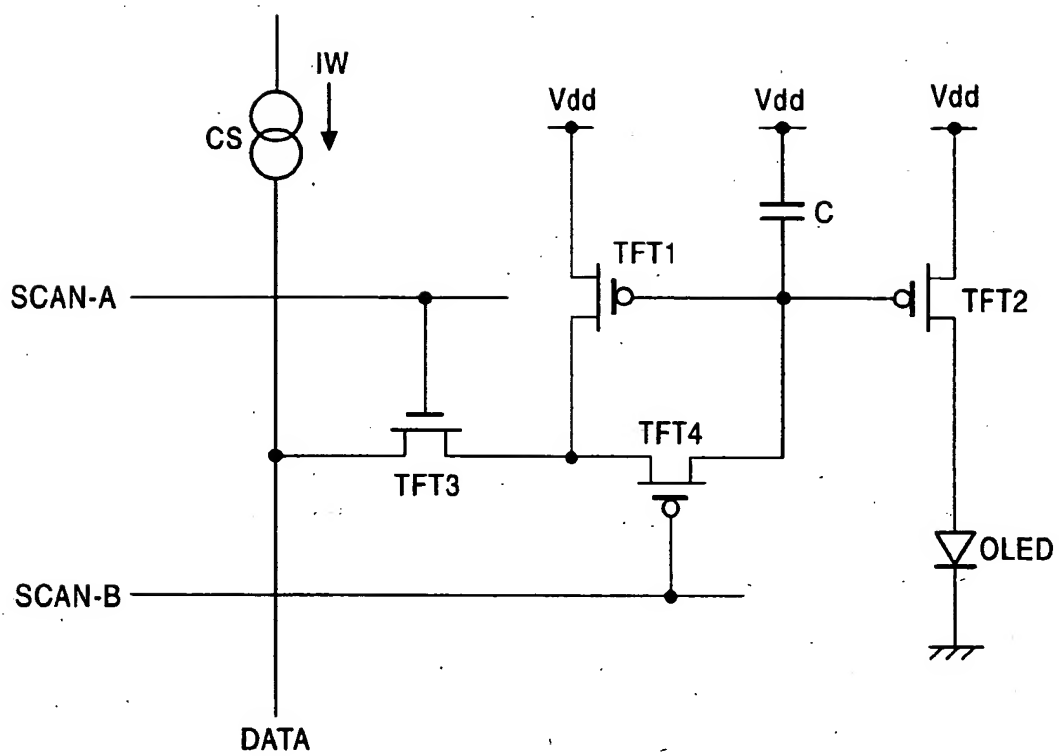 IW
CS
Vdd
Vdd
Vdd
C
TFT1
SCAN-A
TFT2
TFT4
TFT3
OLED
SCAN-B
DATA